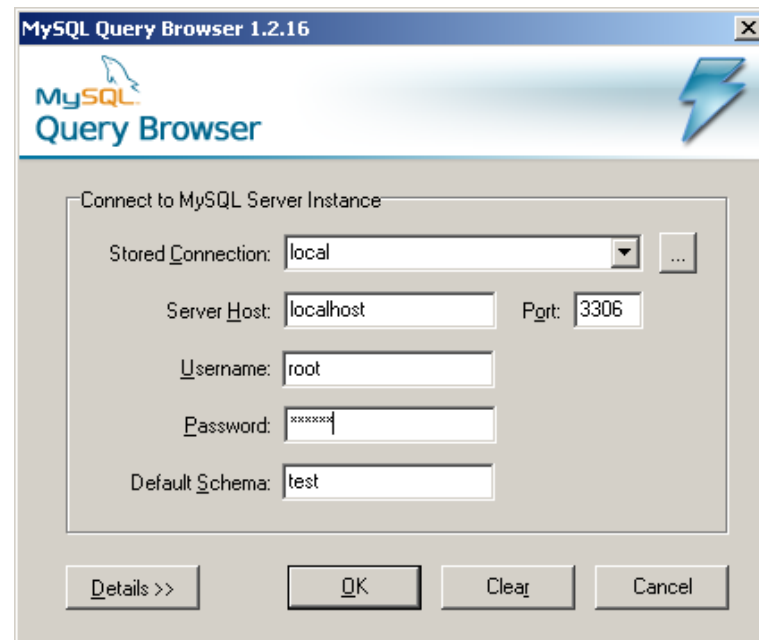 MySQL Query Browser 1.2.16
MySQL
Query Browser
Connect to MySQL Server Instance
Stored Connection: local ...
Server Host: localhost Port: 3306
Username: root
Password: ******
Default Schema: test
Details >> OK Clear Cancel